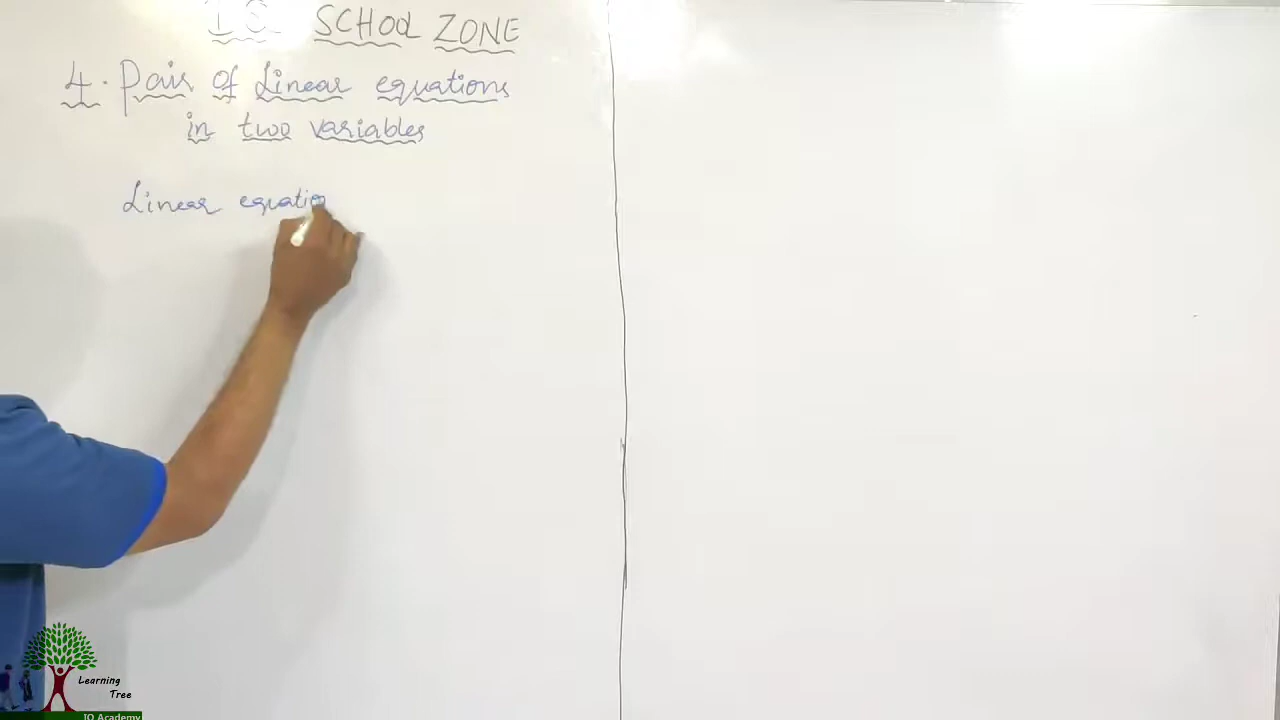 SCHOOL ZONE
4. Pair of Linear equations
in two variables
Linear equatio
Learning
Tree
IQ Academy